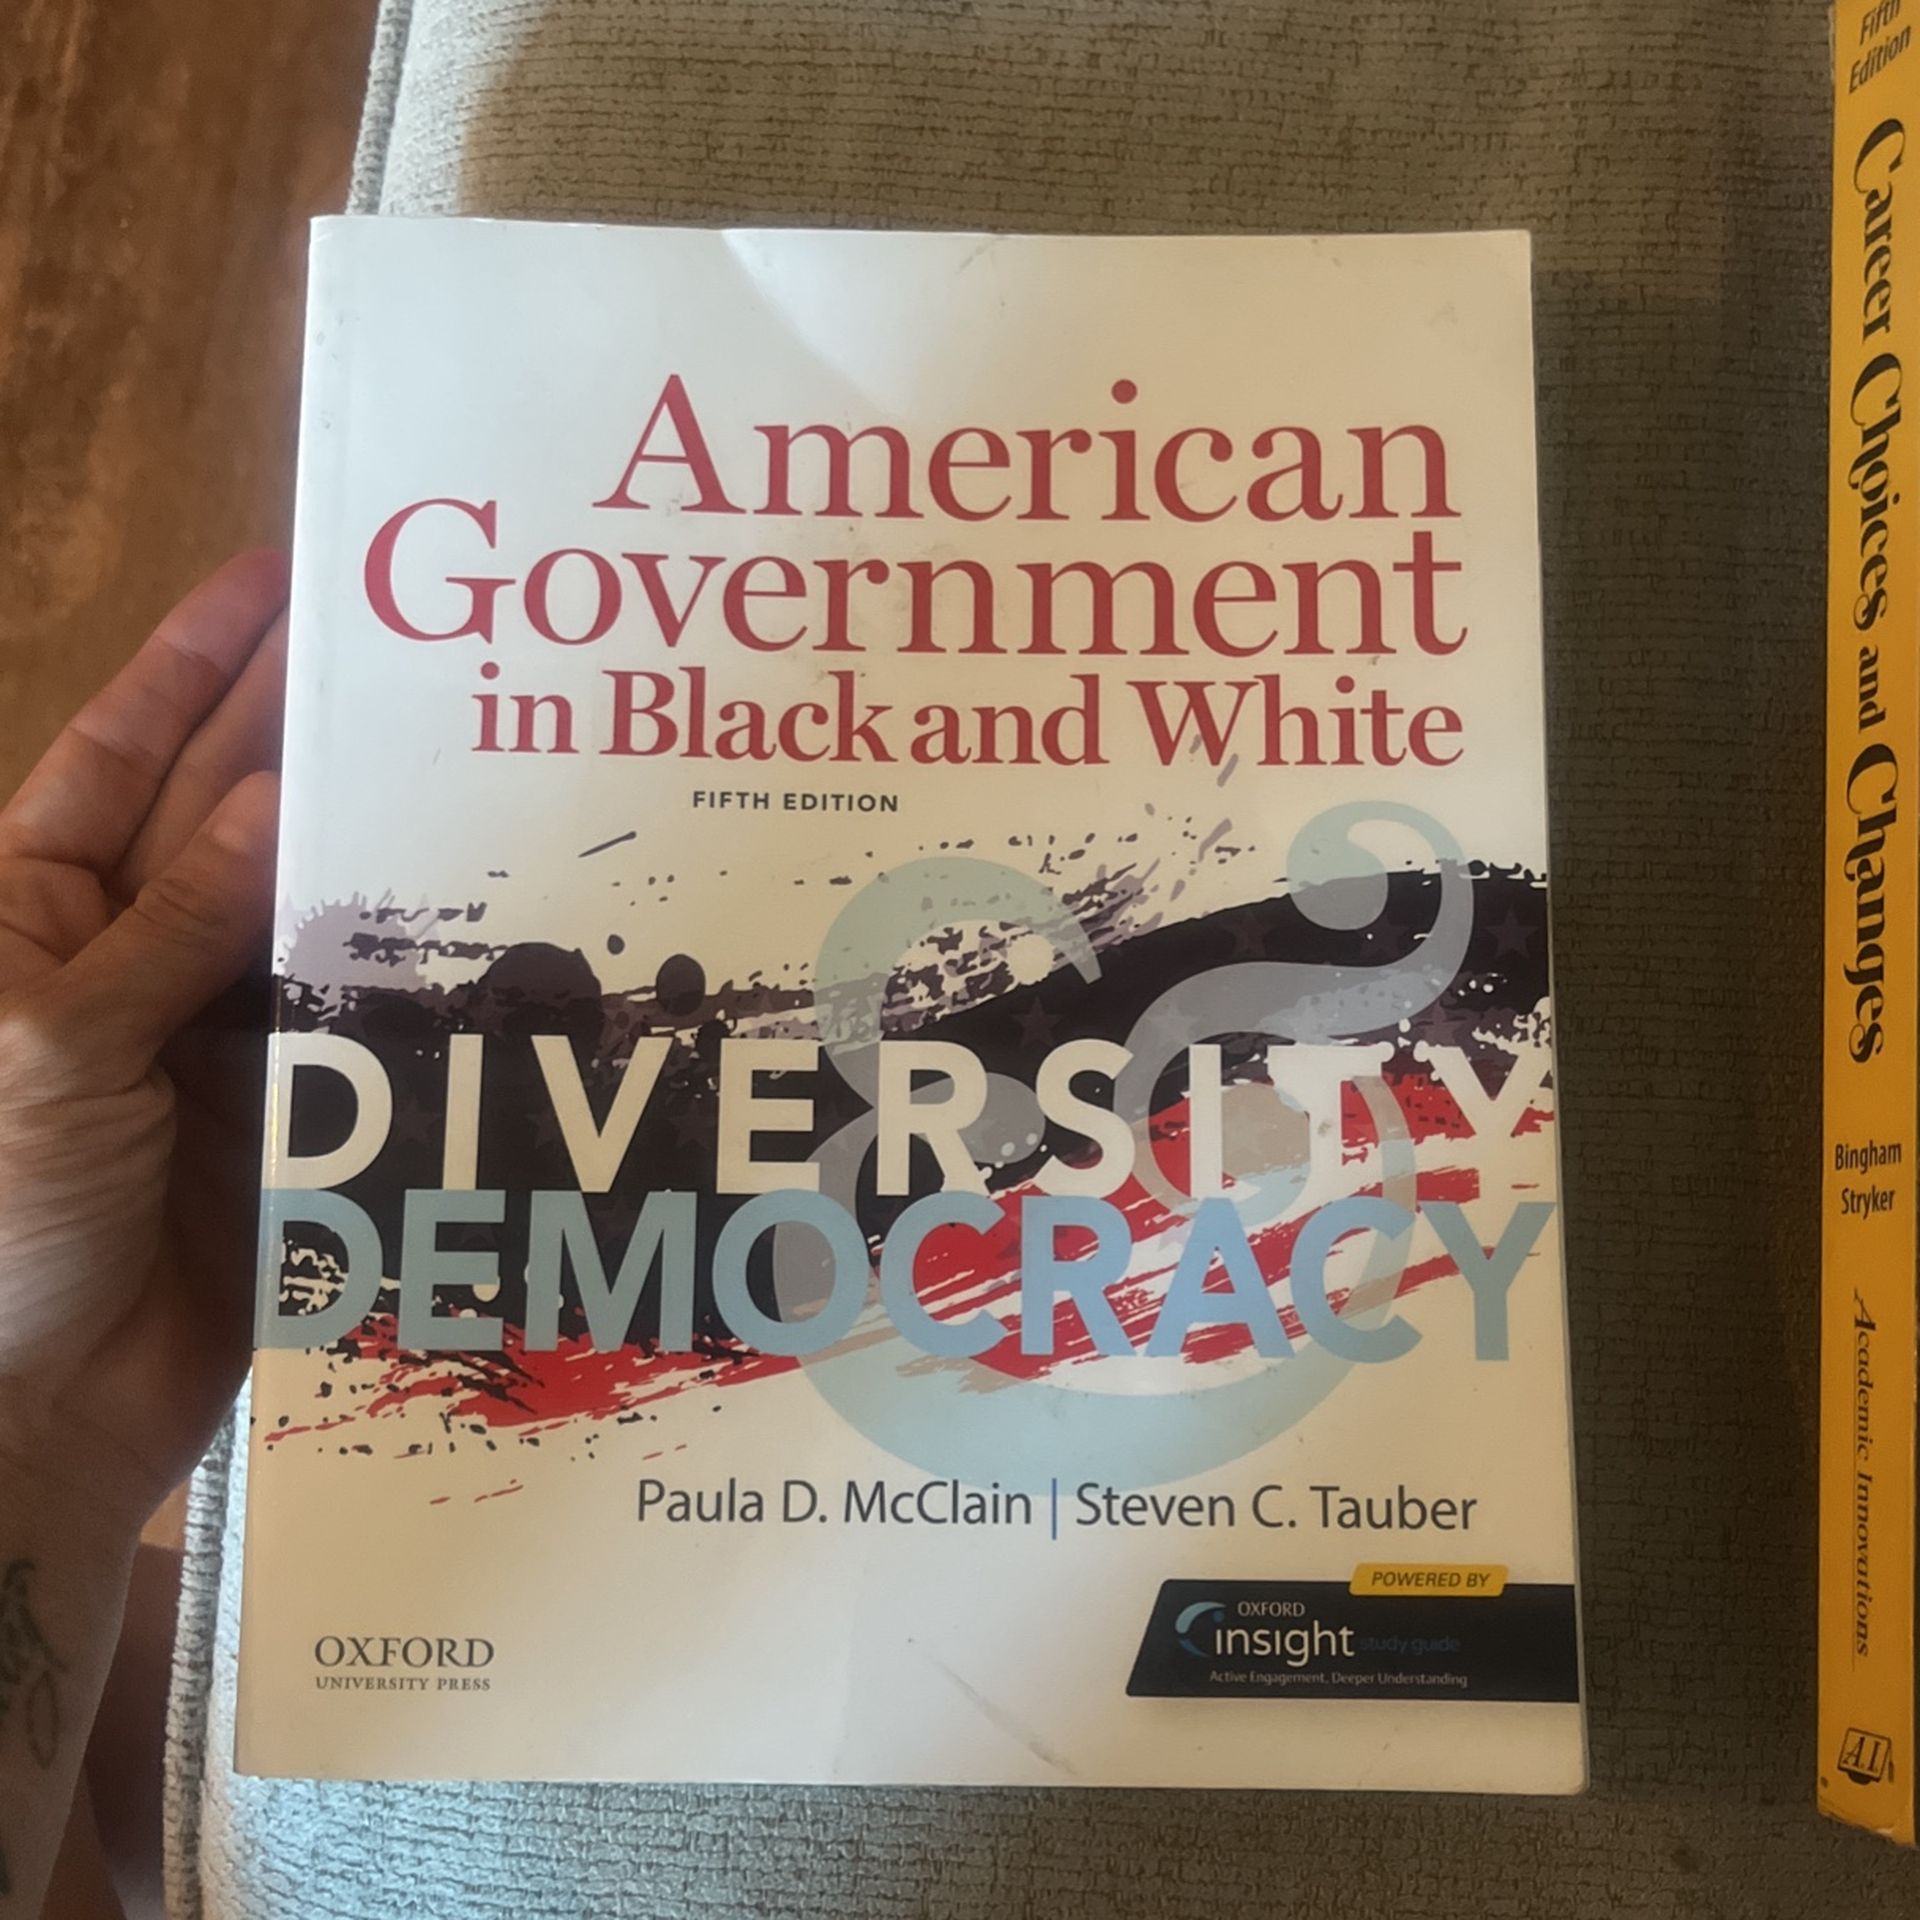 American
Government
in Black and White
FIFTH EDITION
&
DIVERSITY
DEMOCRACY
Paula D. McClain | Steven C. Tauber
POWERED BY
OXFORD
insight study guide
Active Engagement, Deeper Understanding
OXFORD
UNIVERSITY PRESS
Fifth
Edition
Career Choices and Changes
Bingham
Stryker
Academic Innovations
A.I.